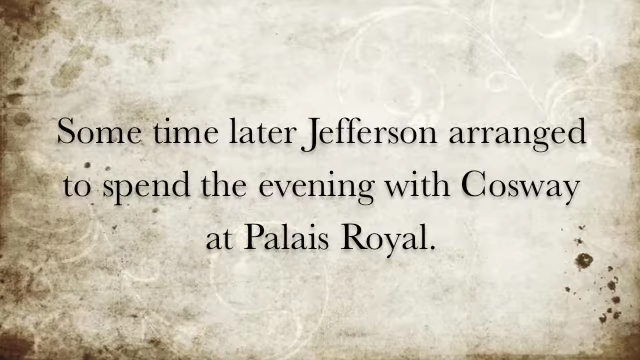 Some time later Jefferson arranged
to spend the evening with Cosway
at Palais Royal.